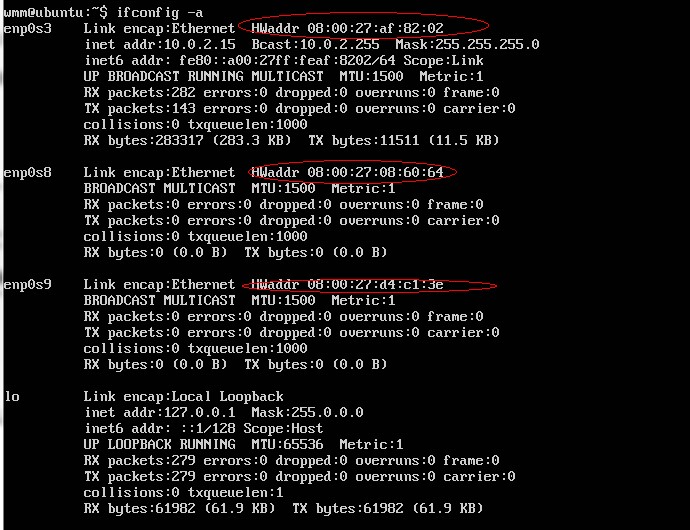 wmm@ubuntu:~$ ifconfig -a
enp0s3    Link encap:Ethernet  HWaddr 08:00:27:af:82:02
          inet addr:10.0.2.15  Bcast:10.0.2.255  Mask:255.255.255.0
          inet6 addr: fe80::a00:27ff:feaf:8202/64 Scope:Link
          UP BROADCAST RUNNING MULTICAST  MTU:1500  Metric:1
          RX packets:282 errors:0 dropped:0 overruns:0 frame:0
          TX packets:143 errors:0 dropped:0 overruns:0 carrier:0
          collisions:0 txqueuelen:1000
          RX bytes:283317 (283.3 KB)  TX bytes:11511 (11.5 KB)

enp0s8    Link encap:Ethernet  HWaddr 08:00:27:08:60:64
          BROADCAST MULTICAST  MTU:1500  Metric:1
          RX packets:0 errors:0 dropped:0 overruns:0 frame:0
          TX packets:0 errors:0 dropped:0 overruns:0 carrier:0
          collisions:0 txqueuelen:1000
          RX bytes:0 (0.0 B)  TX bytes:0 (0.0 B)

enp0s9    Link encap:Ethernet  HWaddr 08:00:27:d4:c1:3e
          BROADCAST MULTICAST  MTU:1500  Metric:1
          RX packets:0 errors:0 dropped:0 overruns:0 frame:0
          TX packets:0 errors:0 dropped:0 overruns:0 carrier:0
          collisions:0 txqueuelen:1000
          RX bytes:0 (0.0 B)  TX bytes:0 (0.0 B)

lo        Link encap:Local Loopback
          inet addr:127.0.0.1  Mask:255.0.0.0
          inet6 addr: ::1/128 Scope:Host
          UP LOOPBACK RUNNING  MTU:65536  Metric:1
          RX packets:279 errors:0 dropped:0 overruns:0 frame:0
          TX packets:279 errors:0 dropped:0 overruns:0 carrier:0
          collisions:0 txqueuelen:1
          RX bytes:61982 (61.9 KB)  TX bytes:61982 (61.9 KB)